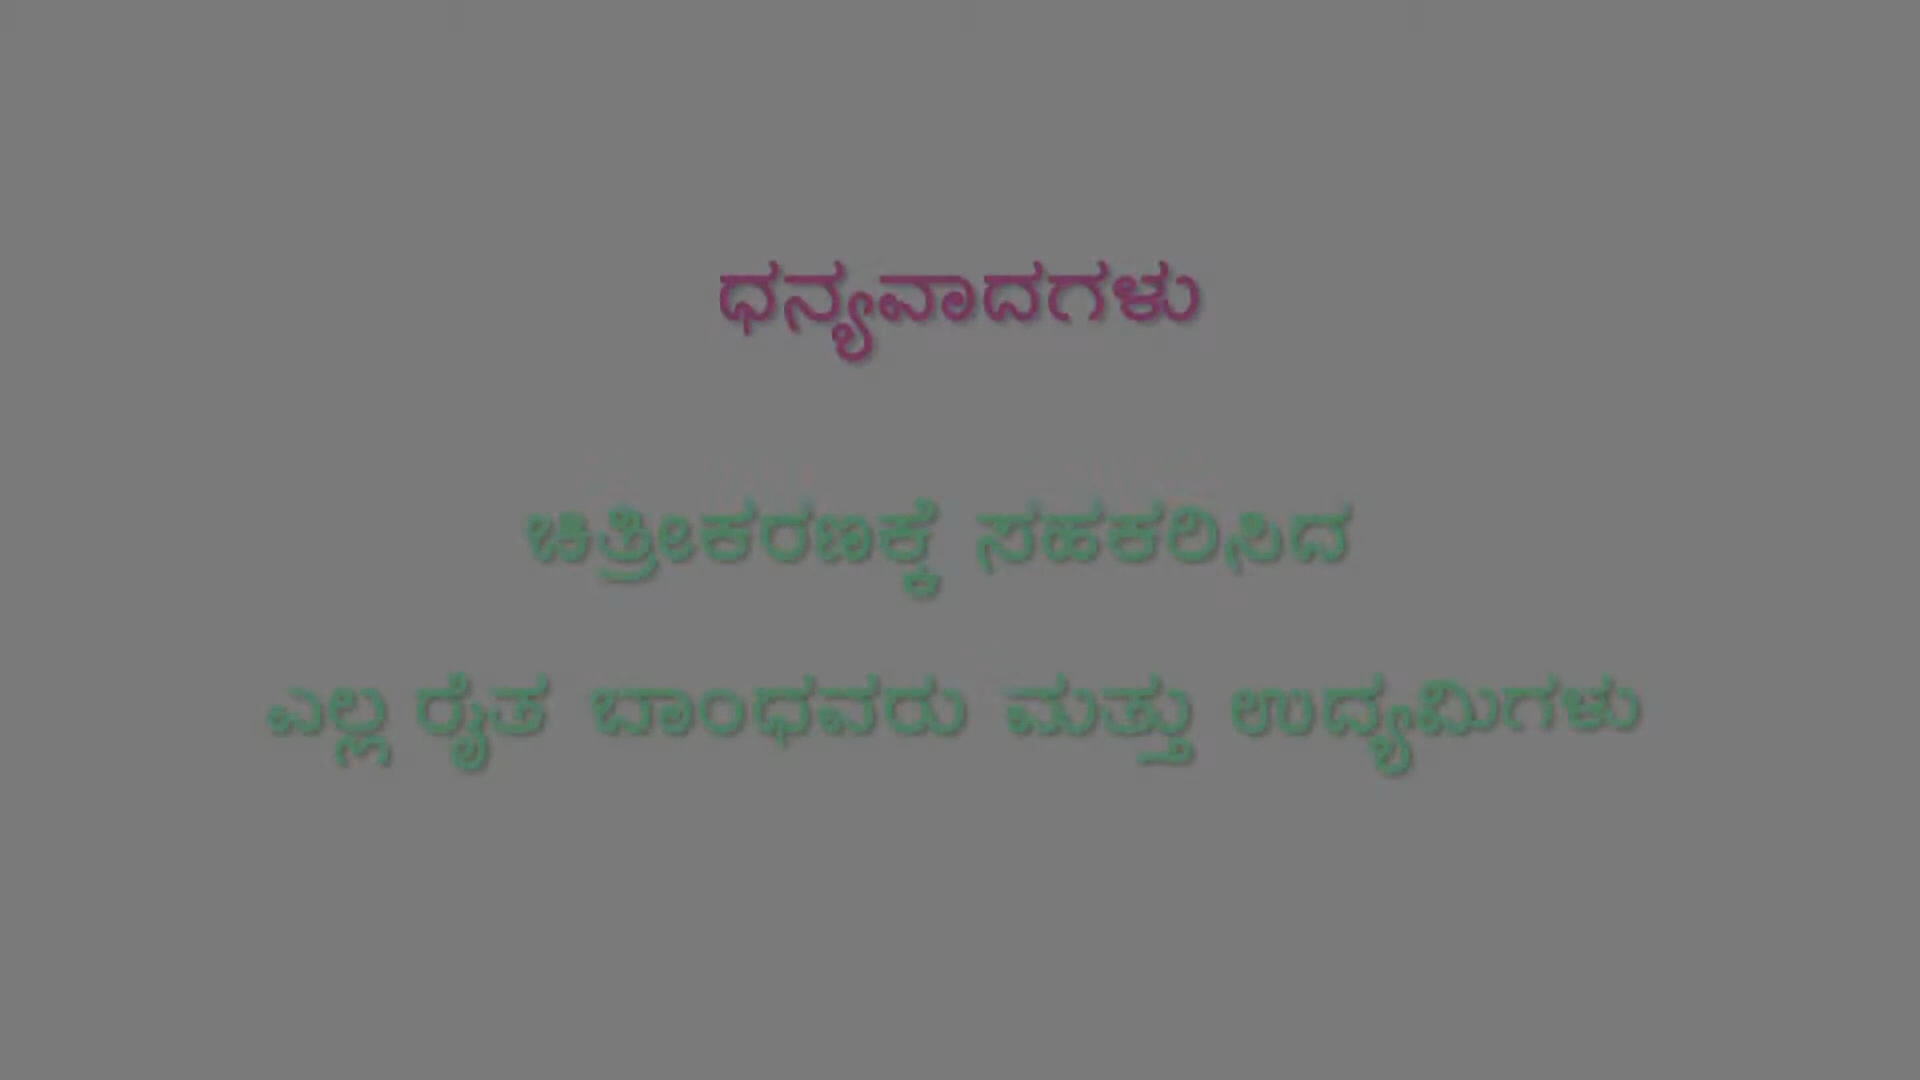 ಧನ್ಯವಾದಗಳು
ಚಿತ್ರೀಕರಣಕ್ಕೆ ಸಹಕರಿಸಿದ
ಎಲ್ಲ ರೈತ ಬಾಂಧವರು ಮತ್ತು ಉದ್ಯಮಿಗಳು